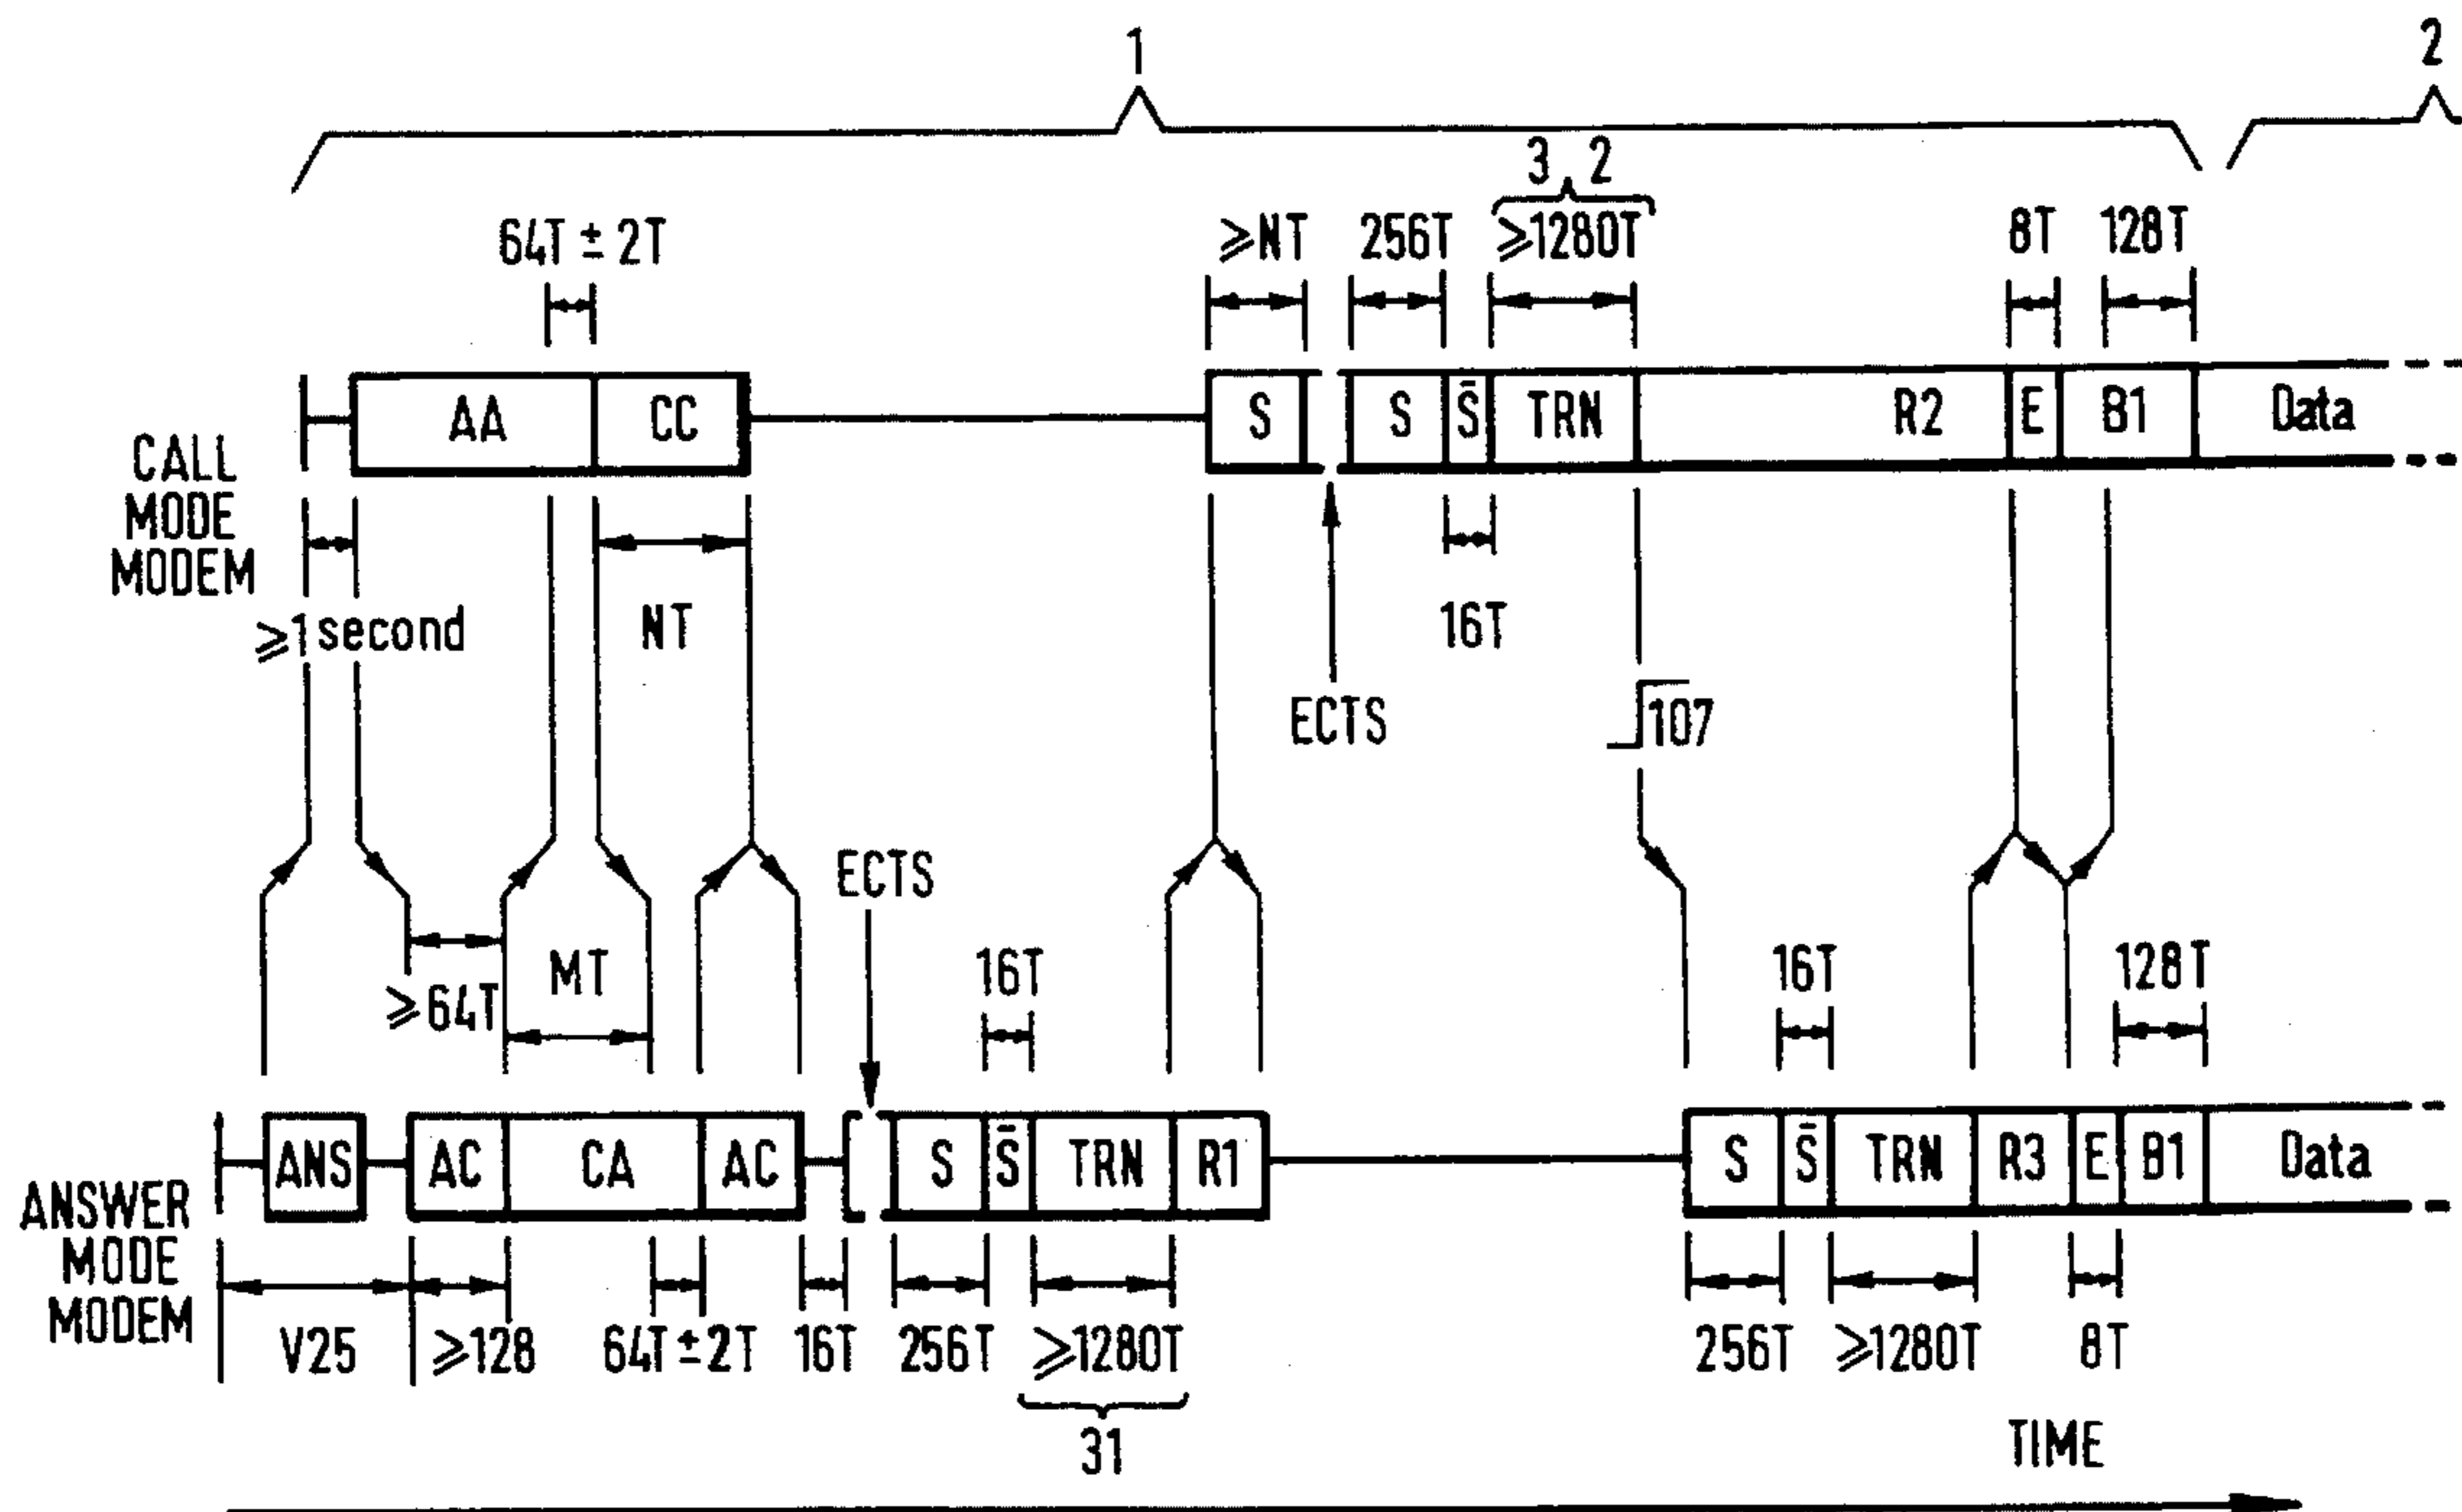 1
2
3, 2
64T ± 2T
≥NT
256T
≥1280T
8T
128T
AA
CC
S
S
S̄
TRN
R2
E
B1
Data
CALL
MODE
MODEM
≥1 second
NT
16T
ECTS
107
ECTS
MT
≥64T
16T
16T
128T
ANS
AC
CA
AC
S
S̄
TRN
R1
S
S̄
TRN
R3
E
B1
Data
ANSWER
MODE
MODEM
V25
≥128
64T±2T
16T
256T
≥1280T
256T
≥1280T
8T
31
TIME